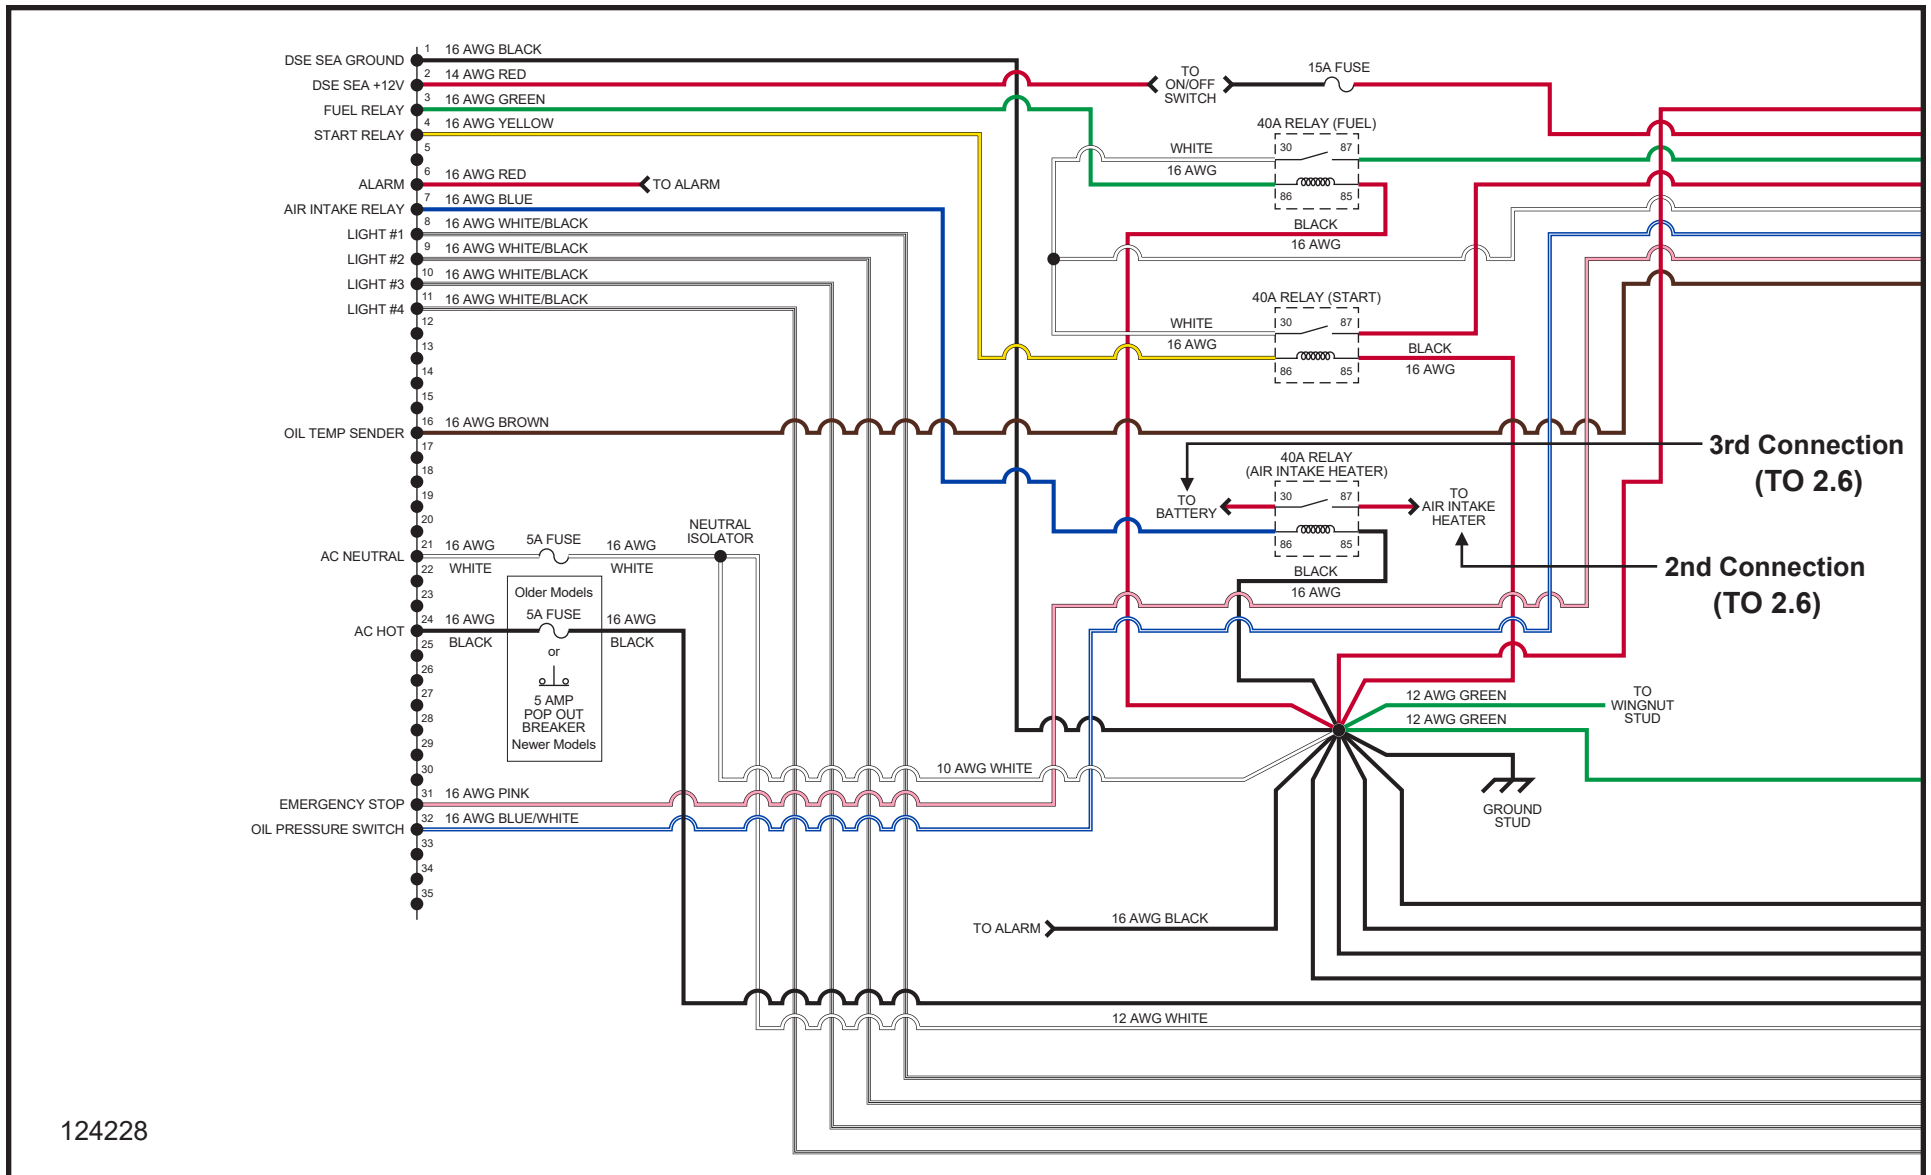 DSE SEA GROUND 1 16 AWG BLACK
DSE SEA +12V 2 14 AWG RED
FUEL RELAY 3 16 AWG GREEN
START RELAY 4 16 AWG YELLOW
5
ALARM 6 16 AWG RED TO ALARM
AIR INTAKE RELAY 7 16 AWG BLUE
LIGHT #1 8 16 AWG WHITE/BLACK
LIGHT #2 9 16 AWG WHITE/BLACK
LIGHT #3 10 16 AWG WHITE/BLACK
LIGHT #4 11 16 AWG WHITE/BLACK
12
13
14
15
OIL TEMP SENDER 16 16 AWG BROWN
17
18
19
20
AC NEUTRAL 21 16 AWG
WHITE
5A FUSE
16 AWG
WHITE
NEUTRAL
ISOLATOR
22
23
AC HOT 24 16 AWG
BLACK
Older Models
5A FUSE
or
5 AMP
POP OUT
BREAKER
Newer Models
16 AWG
BLACK
25
26
27
28
29
30
EMERGENCY STOP 31 16 AWG PINK
OIL PRESSURE SWITCH 32 16 AWG BLUE/WHITE
33
34
35
TO
ON/OFF
SWITCH
15A FUSE
40A RELAY (FUEL)
30 87
86 85
WHITE
16 AWG
BLACK
16 AWG
40A RELAY (START)
30 87
86 85
WHITE
16 AWG
BLACK
16 AWG
40A RELAY
(AIR INTAKE HEATER)
30 87
86 85
TO
BATTERY
TO
AIR INTAKE
HEATER
BLACK
16 AWG
3rd Connection
(TO 2.6)
2nd Connection
(TO 2.6)
12 AWG GREEN
TO
WINGNUT
STUD
12 AWG GREEN
10 AWG WHITE
GROUND
STUD
TO ALARM 16 AWG BLACK
12 AWG WHITE
124228